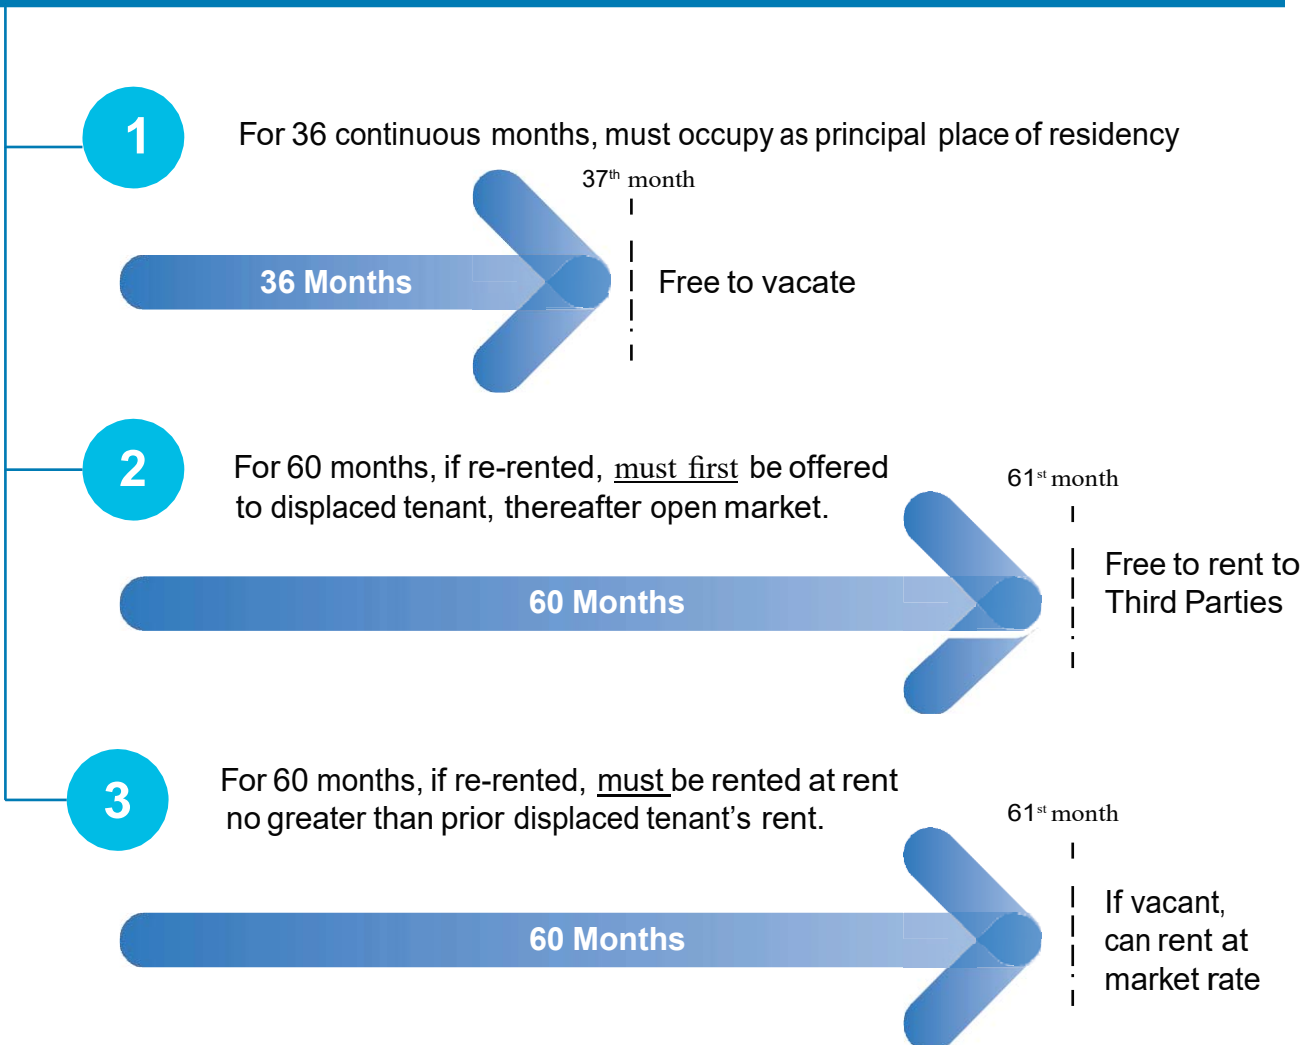 1
For 36 continuous months, must occupy as principal place of residency
37th month
36 Months
Free to vacate
2
For 60 months, if re-rented, must first be offered
to displaced tenant, thereafter open market.
61st month
60 Months
Free to rent to
Third Parties
3
For 60 months, if re-rented, must be rented at rent
no greater than prior displaced tenant’s rent.
61st month
60 Months
If vacant,
can rent at
market rate